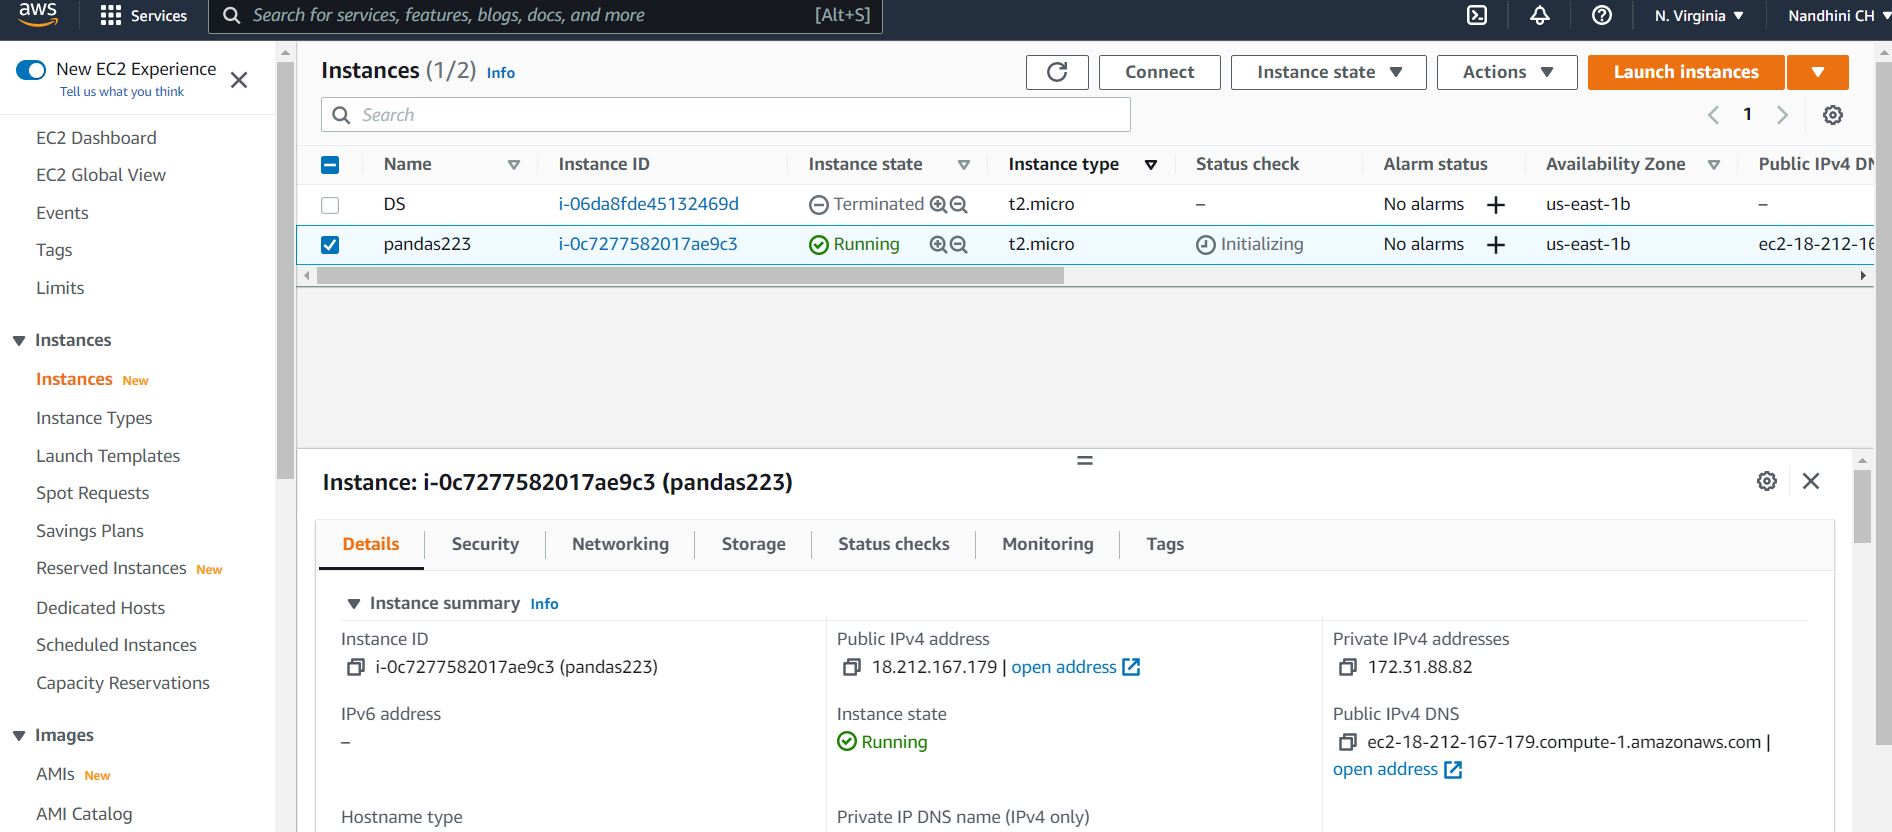 aws
Services
Search for services, features, blogs, docs, and more
[Alt+S]
N. Virginia
Nandhini CH
New EC2 Experience
Tell us what you think
EC2 Dashboard
EC2 Global View
Events
Tags
Limits
Instances
Instances New
Instance Types
Launch Templates
Spot Requests
Savings Plans
Reserved Instances New
Dedicated Hosts
Scheduled Instances
Capacity Reservations
Images
AMIs New
AMI Catalog
Instances (1/2) Info
Connect
Instance state
Actions
Launch instances
Search
1
Name Instance ID Instance state Instance type Status check Alarm status Availability Zone Public IPv4 DN
DS i-06da8fde45132469d Terminated t2.micro – No alarms + us-east-1b –
pandas223 i-0c7277582017ae9c3 Running t2.micro Initializing No alarms + us-east-1b ec2-18-212-16
Instance: i-0c7277582017ae9c3 (pandas223)
Details Security Networking Storage Status checks Monitoring Tags
Instance summary Info
Instance ID
i-0c7277582017ae9c3 (pandas223)
Public IPv4 address
18.212.167.179 | open address
Private IPv4 addresses
172.31.88.82
IPv6 address
–
Instance state
Running
Public IPv4 DNS
ec2-18-212-167-179.compute-1.amazonaws.com |
open address
Hostname type
Private IP DNS name (IPv4 only)